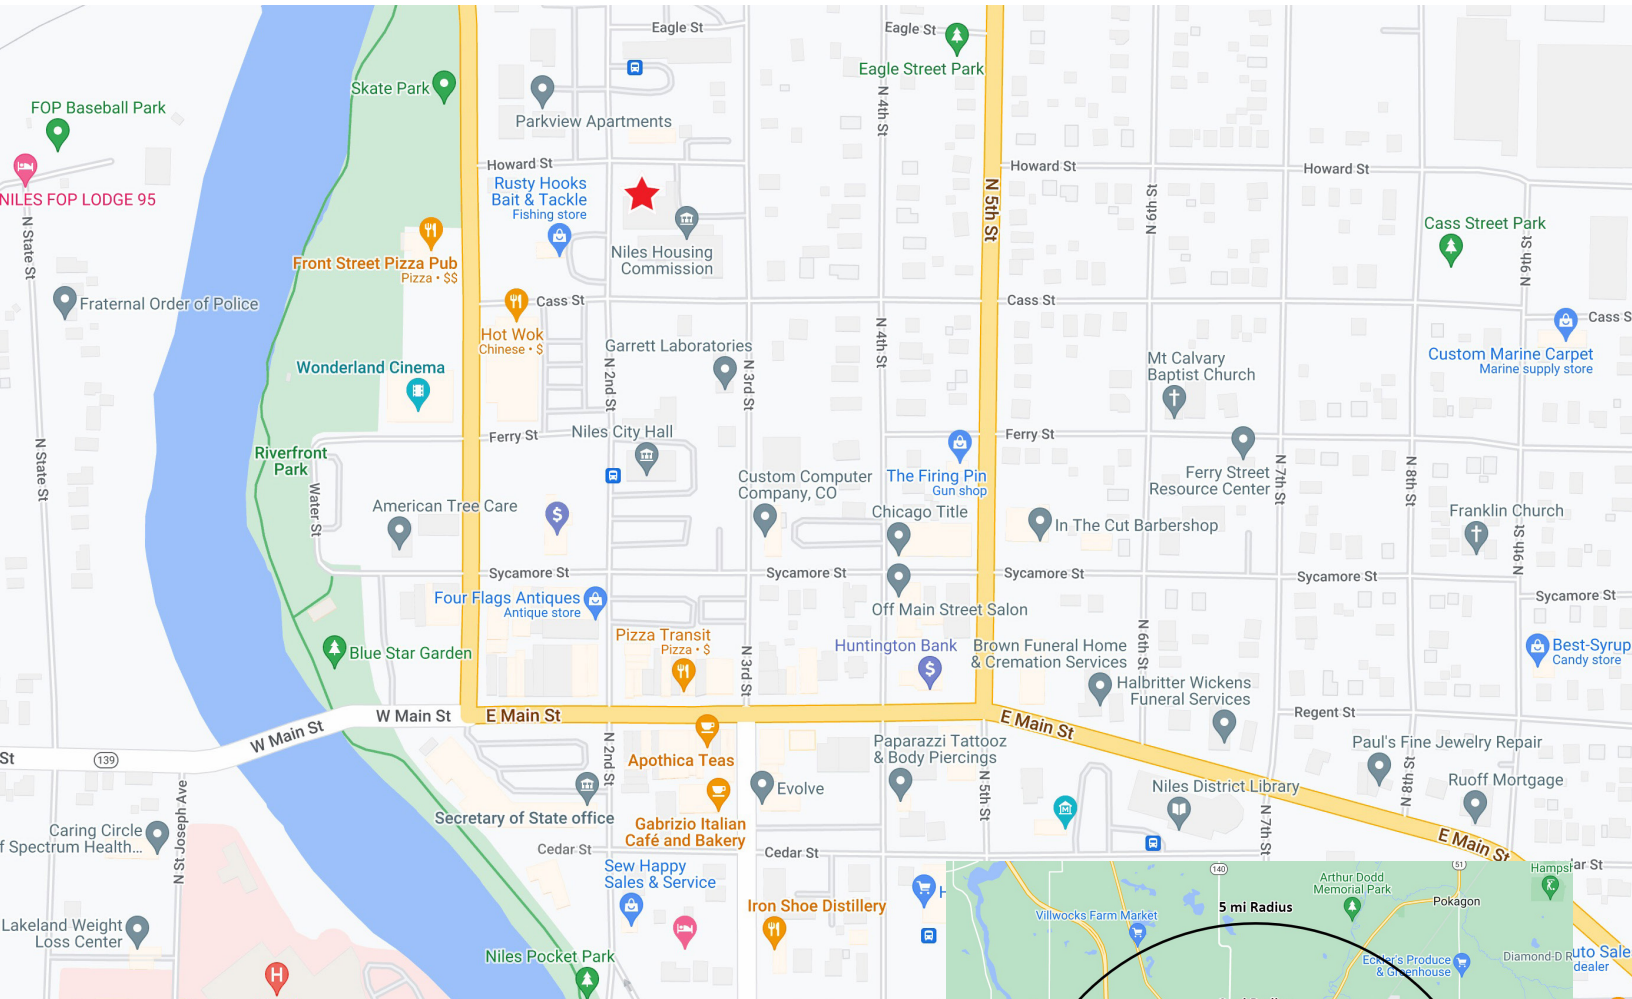 Eagle St
Eagle St
Eagle Street Park
Skate Park
FOP Baseball Park
Parkview Apartments
N 4th St
NILES FOP LODGE 95
Howard St
Howard St
Howard St
Rusty Hooks
Bait & Tackle
Fishing store
N 5th St
N 6th St
N State St
Cass Street Park
Front Street Pizza Pub
Pizza • $$
Niles Housing
Commission
N 9th St
Fraternal Order of Police
Cass St
Cass St
Cass S
Hot Wok
Chinese • $
Garrett Laboratories
N 4th St
Custom Marine Carpet
Marine supply store
Mt Calvary
Baptist Church
Wonderland Cinema
N 2nd St
N 3rd St
Ferry St
Niles City Hall
Ferry St
Riverfront
Park
N State St
Water St
Custom Computer
Company, CO
The Firing Pin
Gun shop
Ferry Street
Resource Center
N 7th St
N 8th St
American Tree Care
$
Chicago Title
In The Cut Barbershop
Franklin Church
N 9th St
Sycamore St
Sycamore St
Sycamore St
Sycamore St
Sycamore St
Four Flags Antiques
Antique store
Off Main Street Salon
Pizza Transit
Pizza • $
Blue Star Garden
N 3rd St
Huntington Bank
$
Brown Funeral Home
& Cremation Services
N 6th St
Best-Syrup
Candy store
Halbritter Wickens
Funeral Services
W Main St
W Main St
E Main St
E Main St
Regent St
St
139
N 2nd St
Apothica Teas
Paparazzi Tattooz
& Body Piercings
Paul's Fine Jewelry Repair
N St Joseph Ave
Evolve
N 5th St
Niles District Library
N 8th St
Ruoff Mortgage
Secretary of State office
Gabrizio Italian
Café and Bakery
N 7th St
E Main St
Caring Circle
f Spectrum Health...
Cedar St
Cedar St
ar St
Sew Happy
Sales & Service
H
Iron Shoe Distillery
Lakeland Weight
Loss Center
Niles Pocket Park
H
140
51
Hampsh
Arthur Dodd
Memorial Park
Villwocks Farm Market
5 mi Radius
Pokagon
Eckler's Produce
& Greenhouse
Diamond-D R
uto Sale
dealer